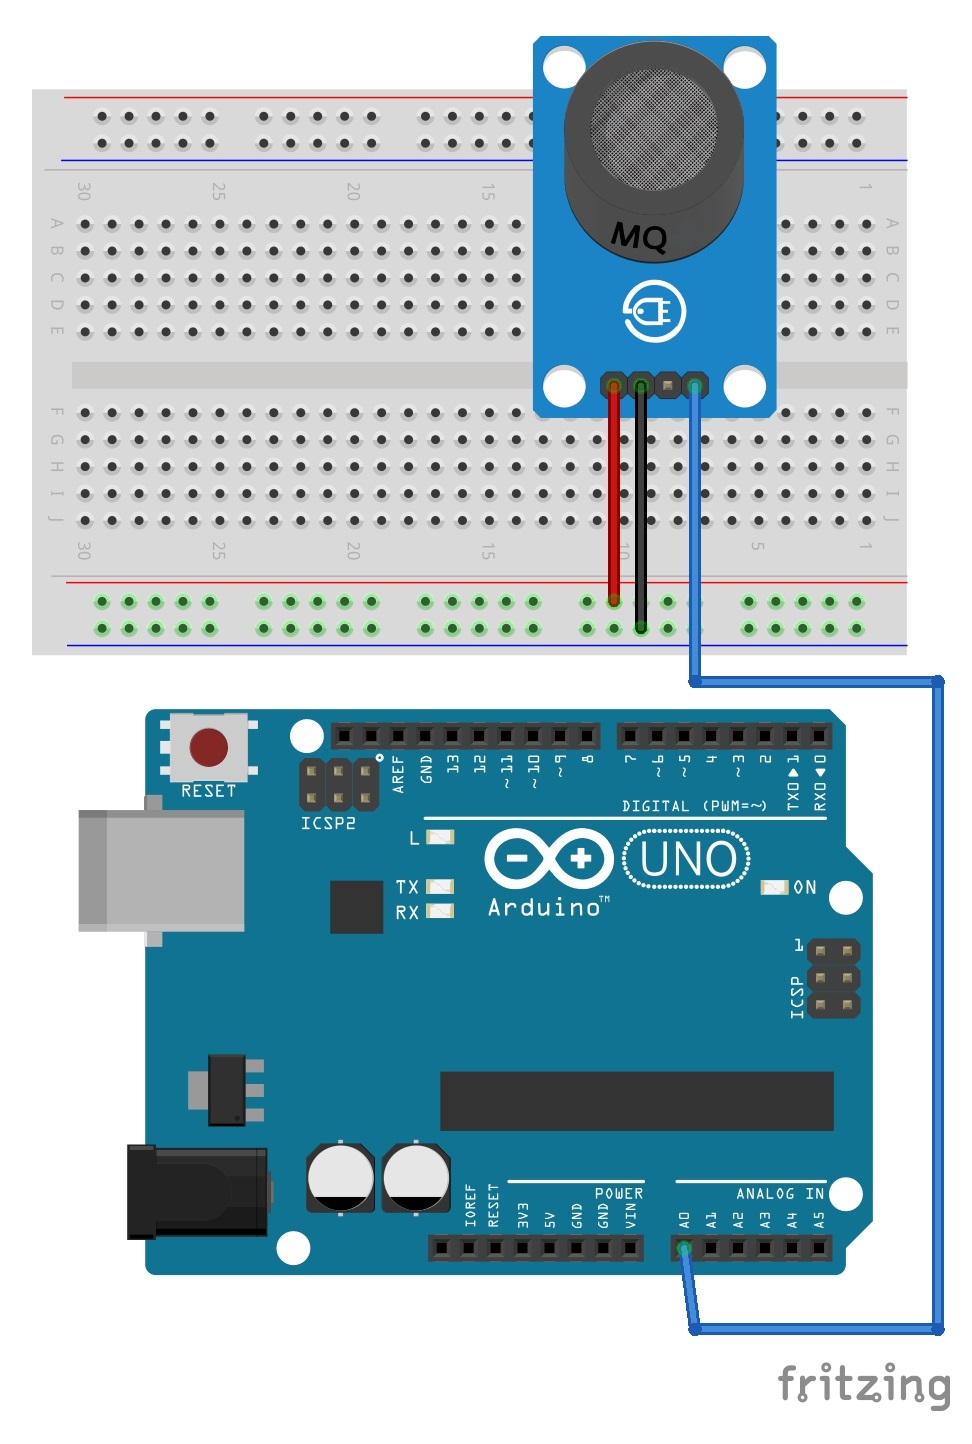 30 25 20 15 1
A A
B B
C C
D D
E E
MQ
F F
G G
H H
I I
J J
30 25 20 15 10 5 1
RESET
ICSP2
AREF GND 13 12 ~11 ~10 ~9 8 7 ~6 ~5 4 ~3 2 TX0▶1 RX0◀0
DIGITAL (PWM=~)
L
TX
RX
UNO
Arduino™
ON
1
ICSP
POWER
ANALOG IN
IOREF RESET 3V3 5V GND GND VIN A0 A1 A2 A3 A4 A5
fritzing